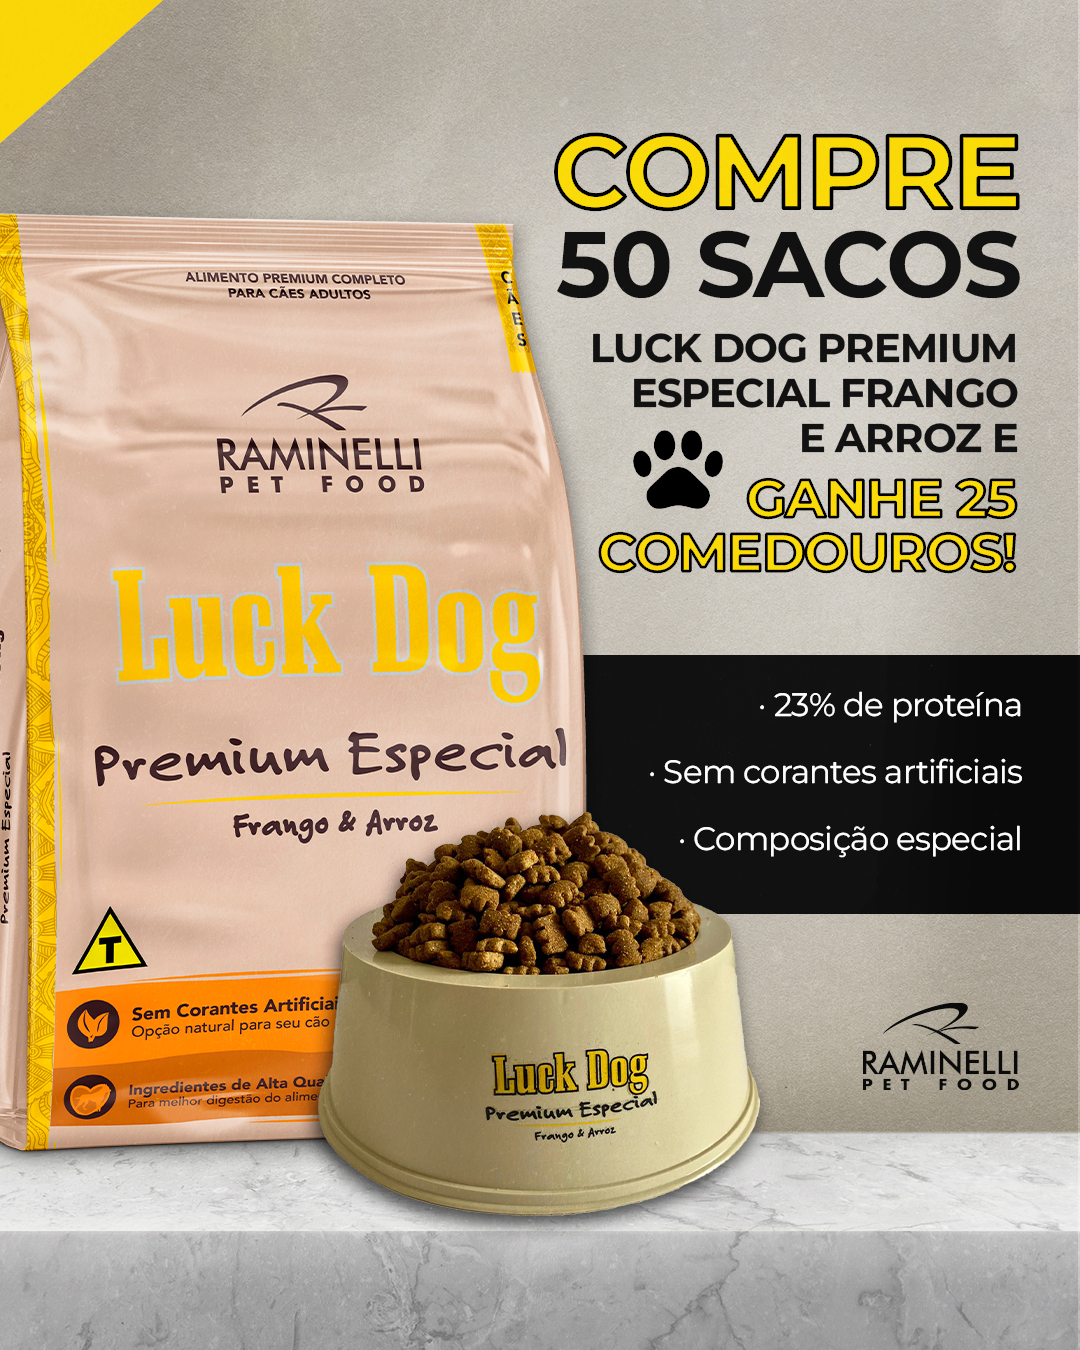 COMPRE
50 SACOS
LUCK DOG PREMIUM
ESPECIAL FRANGO
E ARROZ E
GANHE 25
COMEDOUROS!
· 23% de proteína
· Sem corantes artificiais
· Composição especial
ALIMENTO PREMIUM COMPLETO
PARA CÃES ADULTOS
CÃES
RAMINELLI
PET FOOD
Luck Dog
Premium Especial
Frango & Arroz
T
Sem Corantes Artificiai
Opção natural para seu cão
Ingredientes de Alta Qua
Para melhor digestão do alime
Premium Especial
Luck Dog
Premium Especial
Frango & Arroz
RAMINELLI
PET FOOD